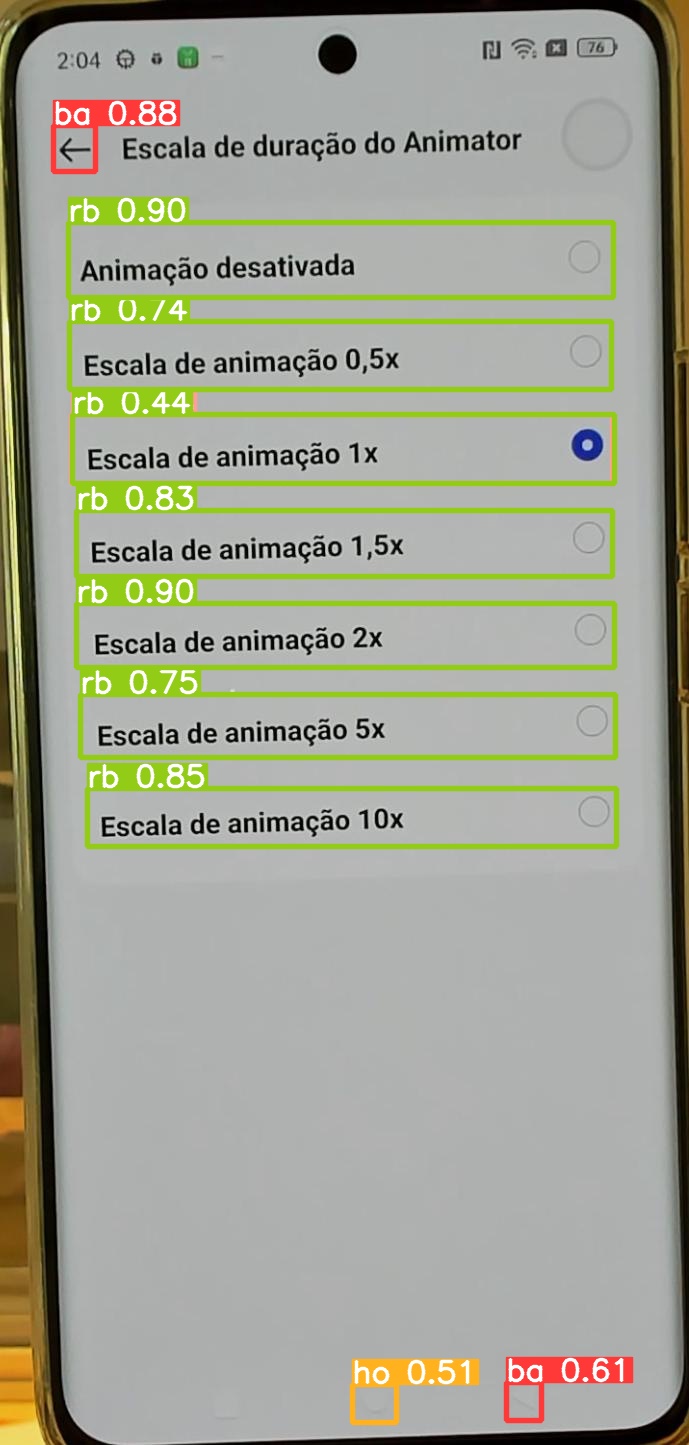 2:04
76
ba 0.88
Escala de duração do Animator
rb 0.90
Animação desativada
rb 0.74
Escala de animação 0,5x
rb 0.44
Escala de animação 1x
rb 0.83
Escala de animação 1,5x
rb 0.90
Escala de animação 2x
rb 0.75
Escala de animação 5x
rb 0.85
Escala de animação 10x
ho 0.51
ba 0.61